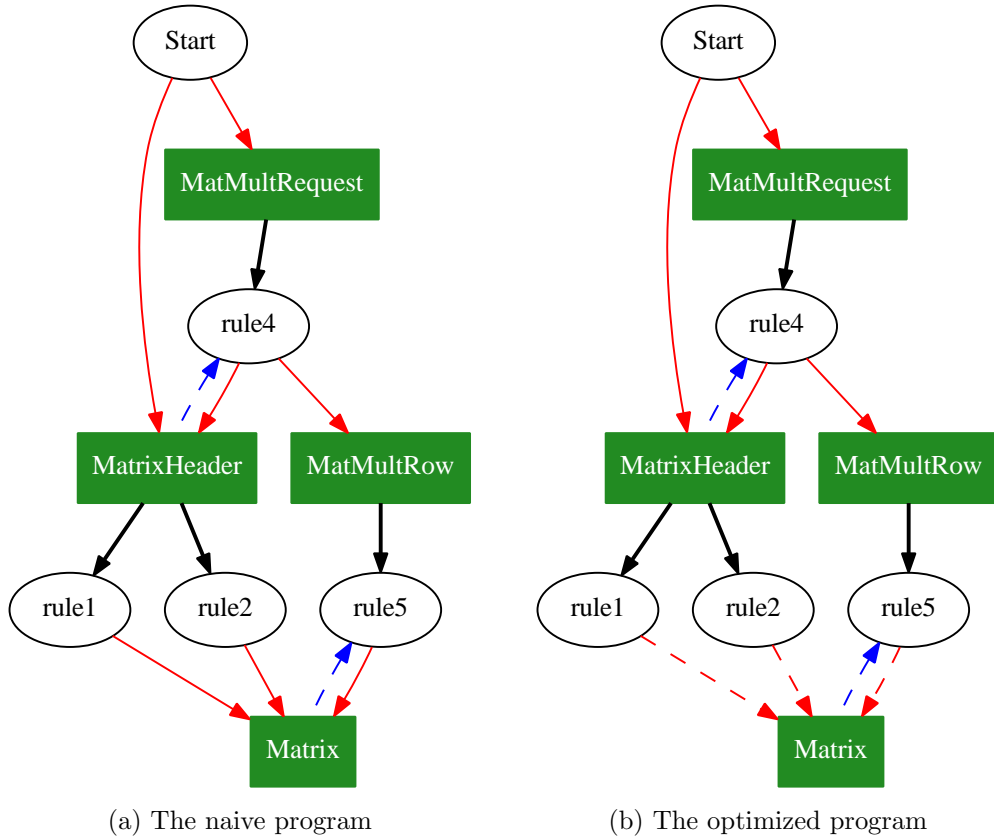 Start
MatMultRequest
rule4
MatrixHeader
MatMultRow
rule1
rule2
rule5
Matrix
(a) The naive program
Start
MatMultRequest
rule4
MatrixHeader
MatMultRow
rule1
rule2
rule5
Matrix
(b) The optimized program